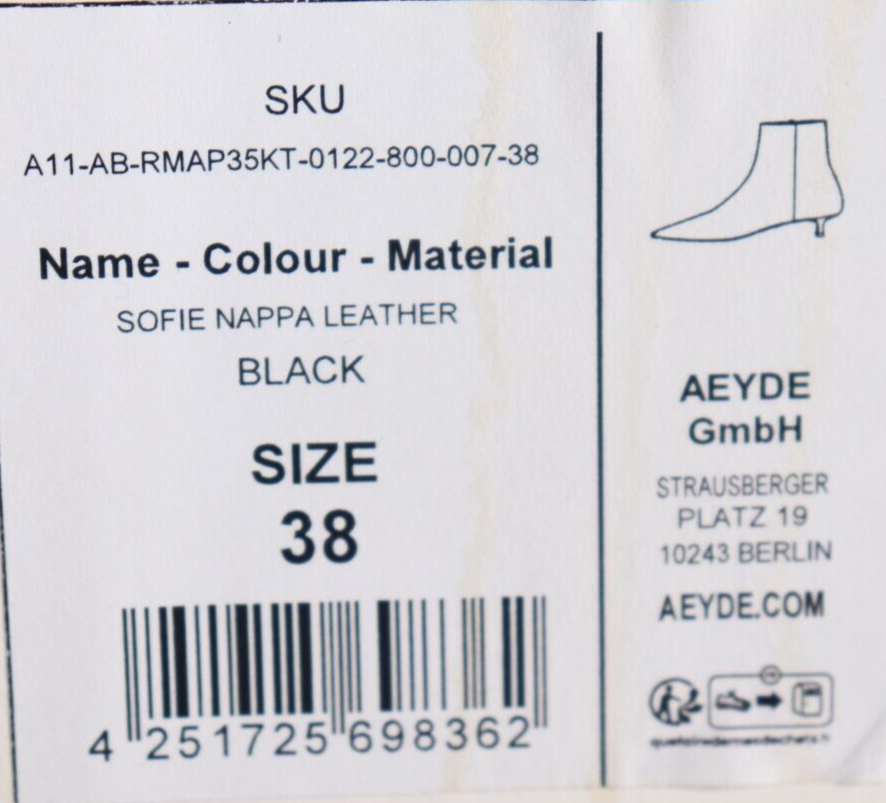 SKU
A11-AB-RMAP35KT-0122-800-007-38
Name - Colour - Material
SOFIE NAPPA LEATHER
BLACK
SIZE
38
4 251725 698362
AEYDE
GmbH
STRAUSBERGER
PLATZ 19
10243 BERLIN
AEYDE.COM